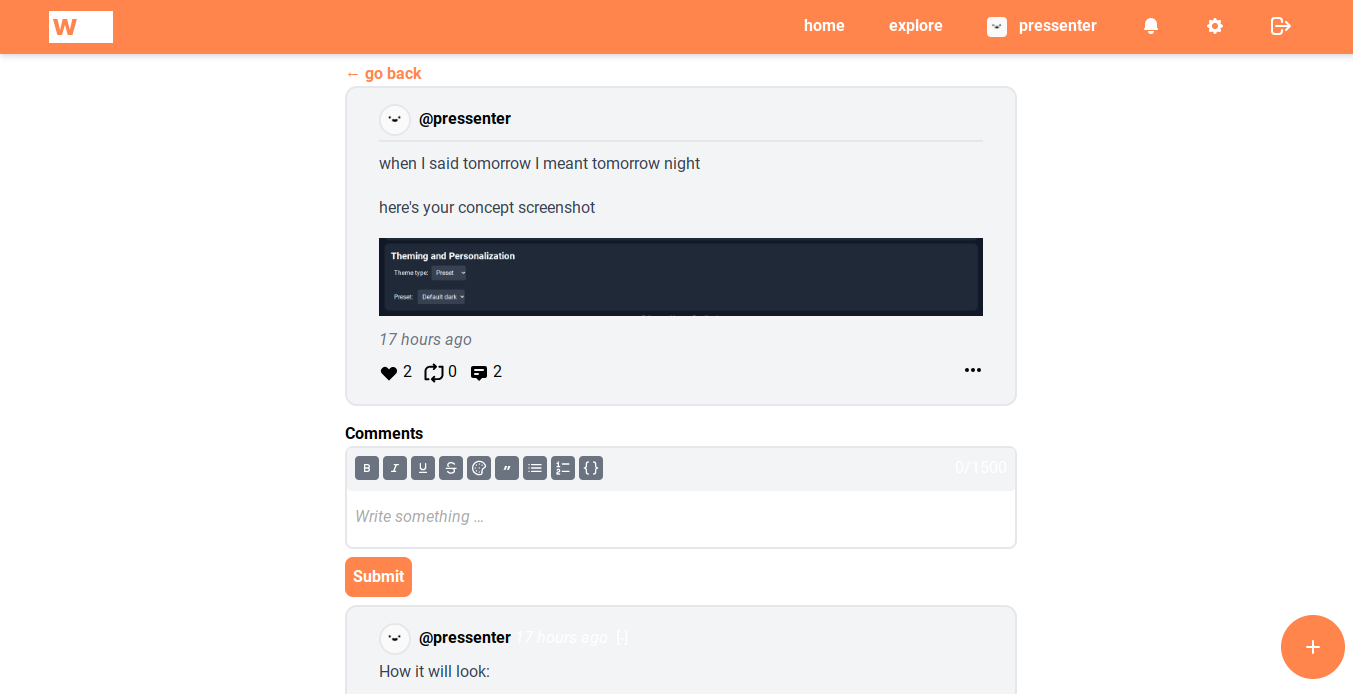 W
home explore pressenter
← go back
@pressenter
when I said tomorrow I meant tomorrow night
here's your concept screenshot
Theming and Personalization
Theme type: Preset
Preset: Default dark
17 hours ago
2 0 2
Comments
B I U S 0/1500
Write something ...
Submit
@pressenter 17 hours ago [-]
How it will look: